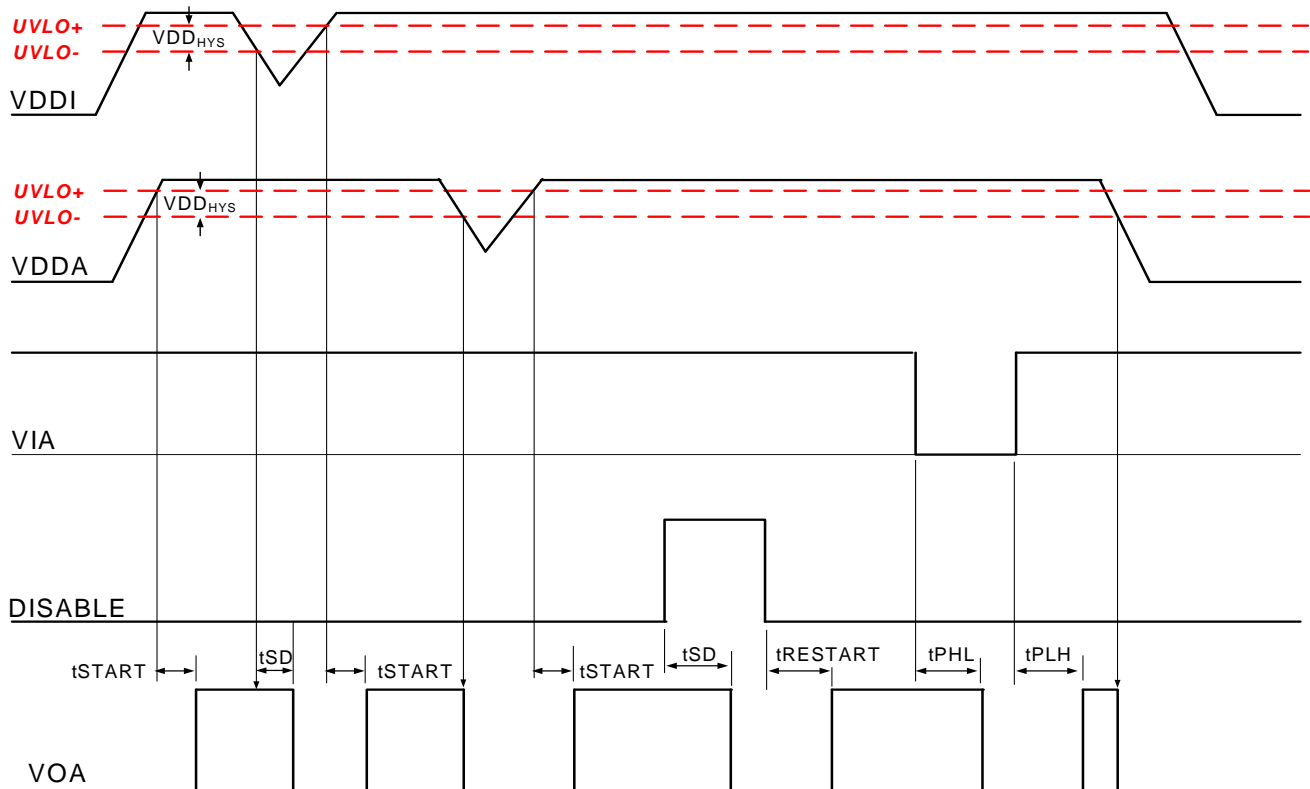 UVLO+
VDDHYS
UVLO-
VDDI
UVLO+
VDDHYS
UVLO-
VDDA
VIA
DISABLE
tSTART
tSD
tSTART
tSTART
tSD
tRESTART
tPHL
tPLH
VOA